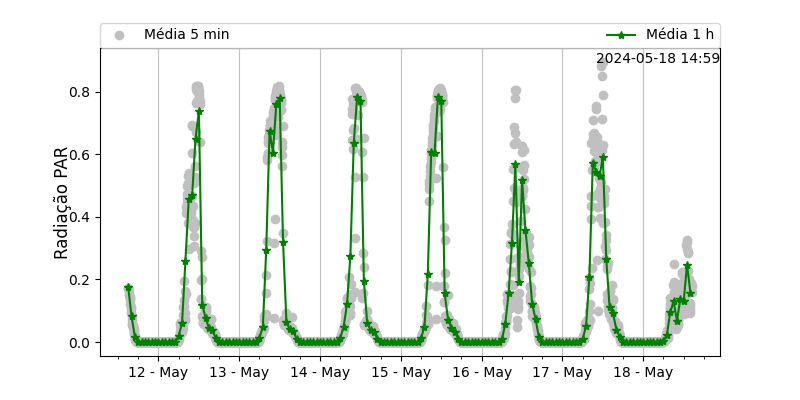 Média 5 min
Média 1 h
2024-05-18 14:59
Radiação PAR
0.8
0.6
0.4
0.2
0.0
12 - May
13 - May
14 - May
15 - May
16 - May
17 - May
18 - May